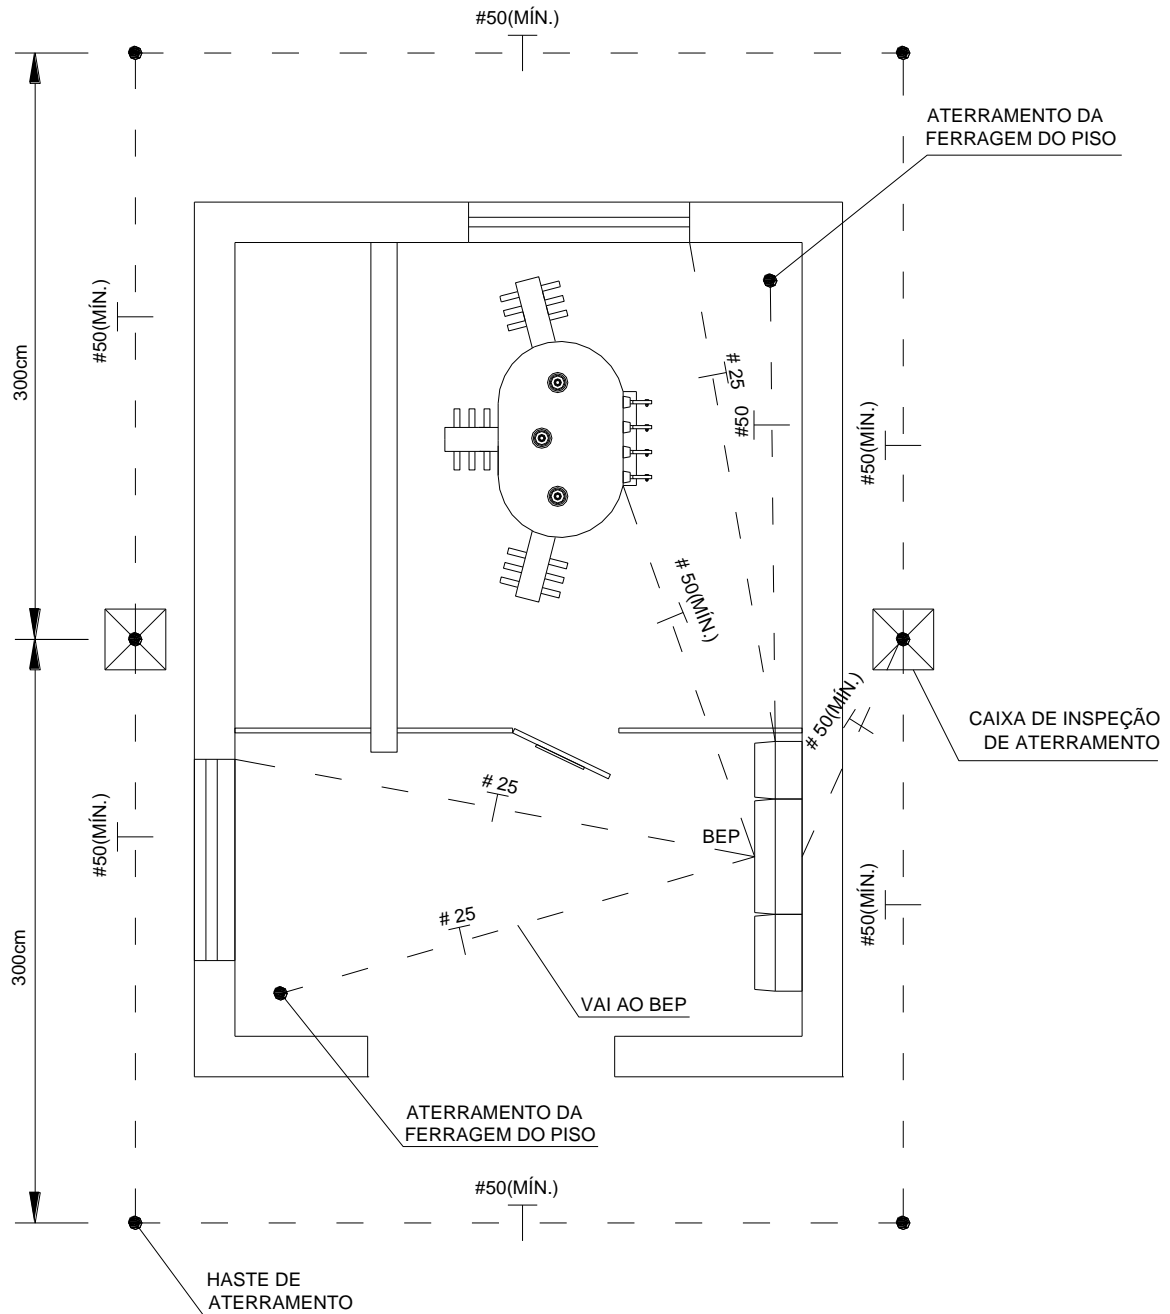 #50(MÍN.)
ATERRAMENTO DA
FERRAGEM DO PISO
#50(MÍN.)
300cm
# 25
#50
#50(MÍN.)
# 50(MÍN.)
# 50(MÍN.)
CAIXA DE INSPEÇÃO
DE ATERRAMENTO
# 25
#50(MÍN.)
BEP
#50(MÍN.)
# 25
300cm
VAI AO BEP
ATERRAMENTO DA
FERRAGEM DO PISO
#50(MÍN.)
HASTE DE
ATERRAMENTO